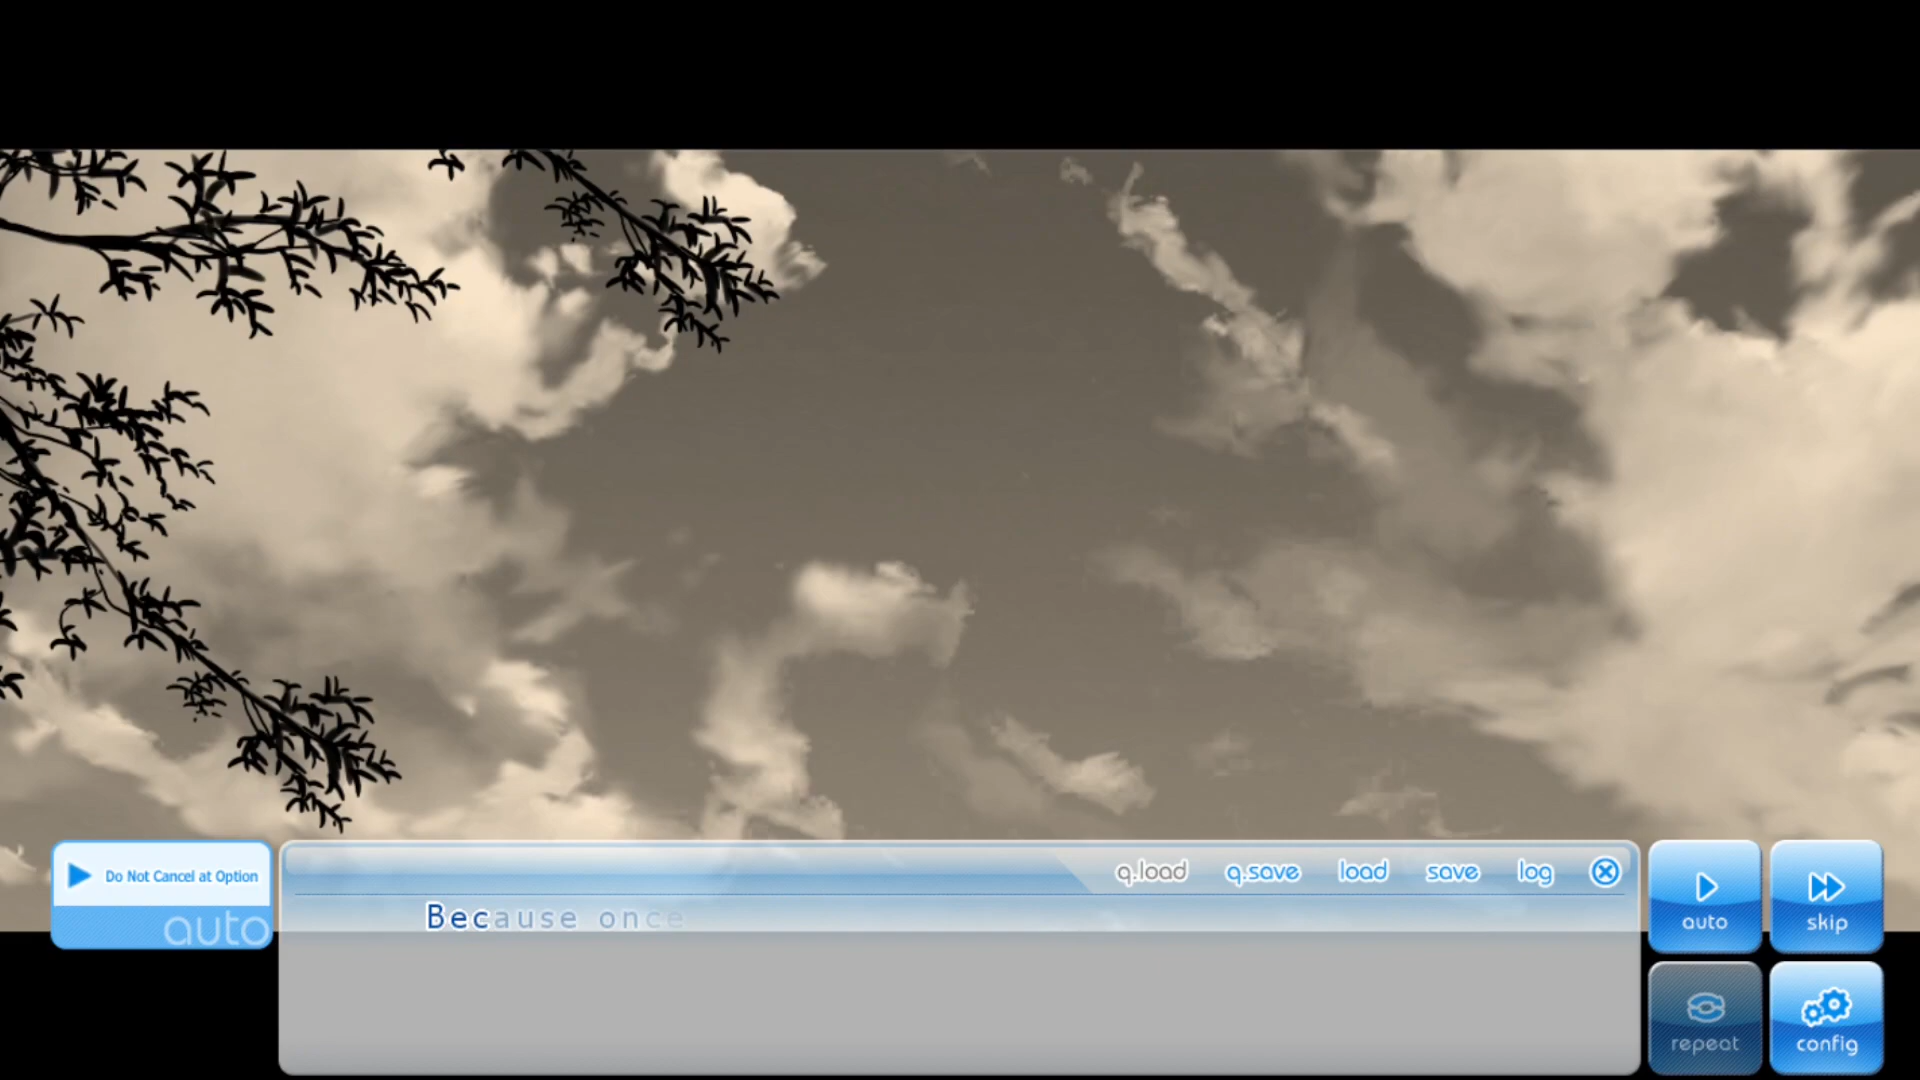 Do Not Cancel at Option
auto
q.load q.save load save log
Because once
auto
skip
repeat
config